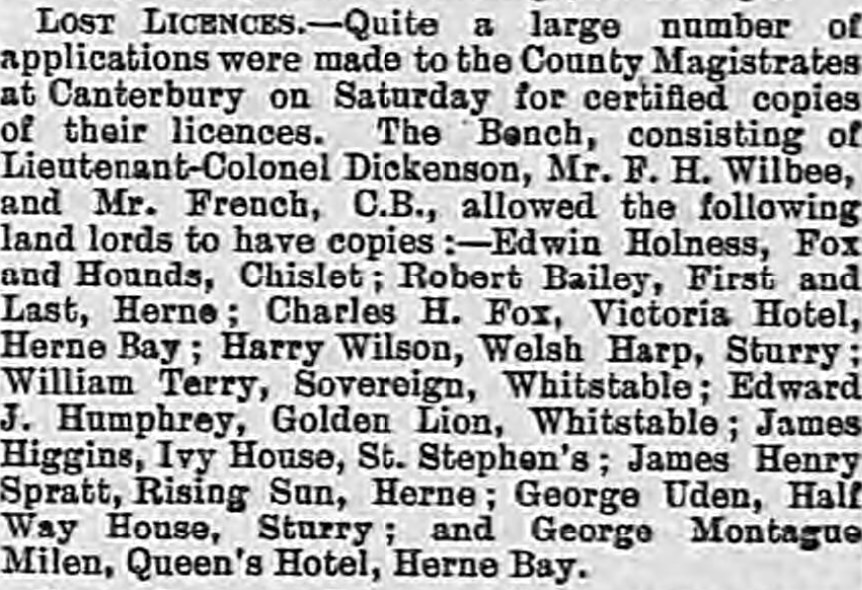 LOST LICENCES.—Quite a large number of
applications were made to the County Magistrates
at Canterbury on Saturday for certified copies
of their licences. The Bench, consisting of
Lieutenant-Colonel Dickenson, Mr. F. H. Wilbee,
and Mr. French, C.B., allowed the following
land lords to have copies :—Edwin Holness, Fox
and Hounds, Chislet ; Robert Bailey, First and
Last, Herne ; Charles H. Fox, Victoria Hotel,
Herne Bay ; Harry Wilson, Welsh Harp, Sturry ;
William Terry, Sovereign, Whitstable ; Edward
J. Humphrey, Golden Lion, Whitstable ; James
Higgins, Ivy House, St. Stephen's ; James Henry
Spratt, Rising Sun, Herne ; George Uden, Half
Way House, Sturry ; and George Montague
Milen, Queen's Hotel, Herne Bay.